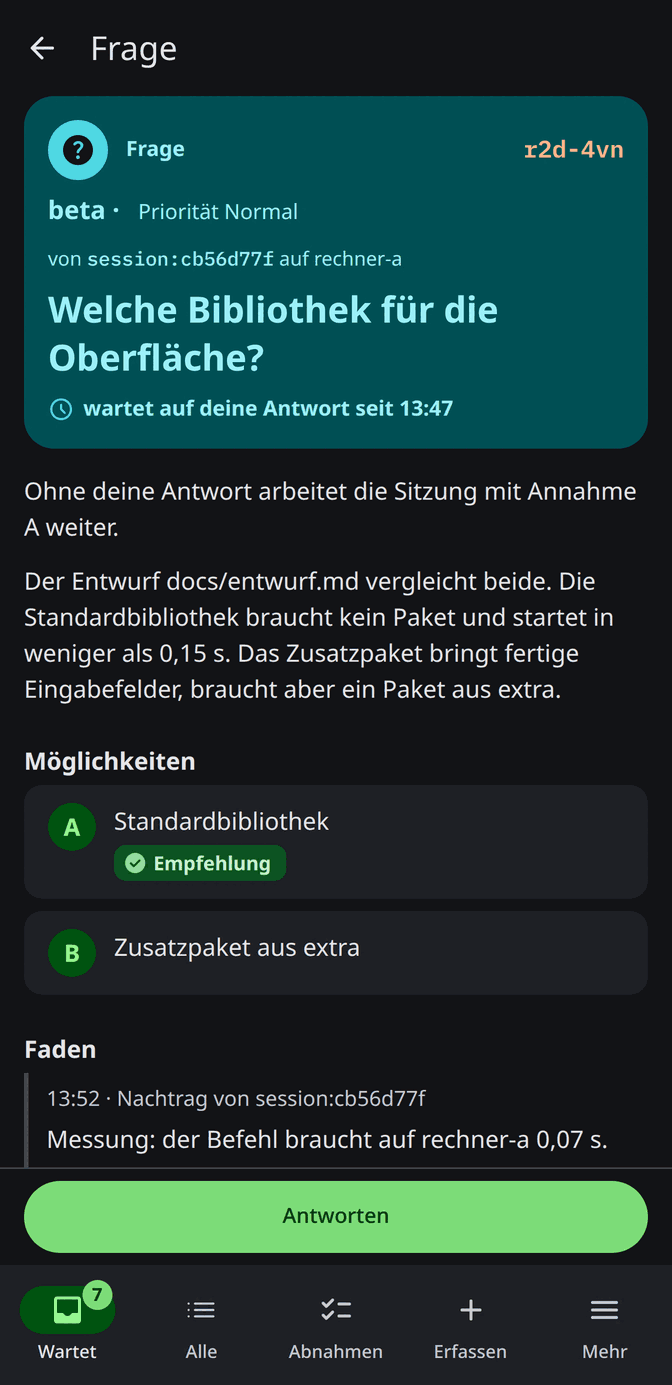 Frage
Frage
r2d-4vn
beta · Priorität Normal
von session:cb56d77f auf rechner-a
Welche Bibliothek für die
Oberfläche?
wartet auf deine Antwort seit 13:47
Ohne deine Antwort arbeitet die Sitzung mit Annahme
A weiter.
Der Entwurf docs/entwurf.md vergleicht beide. Die
Standardbibliothek braucht kein Paket und startet in
weniger als 0,15 s. Das Zusatzpaket bringt fertige
Eingabefelder, braucht aber ein Paket aus extra.
Möglichkeiten
A
Standardbibliothek
Empfehlung
B
Zusatzpaket aus extra
Faden
13:52 · Nachtrag von session:cb56d77f
Messung: der Befehl braucht auf rechner-a 0,07 s.
Antworten
7
Wartet
Alle
Abnahmen
Erfassen
Mehr